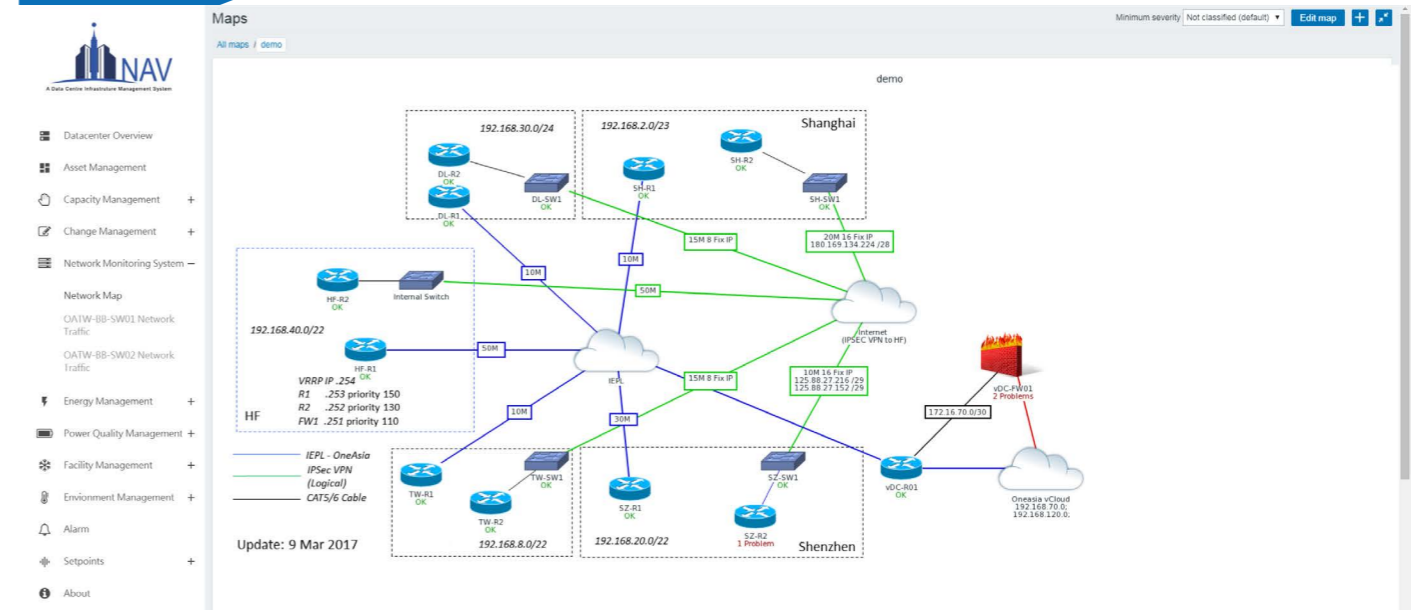 Maps
Minimum severity Not classified (default) Edit map
All maps / demo
NAV
A Data Centre Infrastruture Management System
Datacenter Overview
Asset Management
Capacity Management +
Change Management +
Network Monitoring System −
Network Map
OATW-BB-SW01 Network
Traffic
OATW-BB-SW02 Network
Traffic
Energy Management +
Power Quality Management +
Facility Management +
Envionment Management +
Alarm
Setpoints +
About
demo
192.168.30.0/24
DL-R2
OK
DL-R1
OK
DL-SW1
OK
192.168.2.0/23
Shanghai
SH-R1
OK
SH-R2
OK
SH-SW1
OK
15M 8 Fix IP
20M 16 Fix IP
180.169.134.224 /28
10M
10M
50M
HF-R2
OK
Internal Switch
192.168.40.0/22
HF-R1
OK
VRRP IP .254
R1 .253 priority 150
R2 .252 priority 130
FW1 .251 priority 110
HF
50M
IEPL
Internet
(IPSEC VPN to HF)
15M 8 Fix IP
10M 16 Fix IP
125.88.27.216 /29
125.88.27.152 /29
vDC-FW01
2 Problems
172.16.70.0/30
10M
30M
IEPL - OneAsia
IPSec VPN
(Logical)
CAT5/6 Cable
TW-R1
OK
TW-SW1
OK
TW-R2
OK
192.168.8.0/22
SZ-R1
OK
SZ-SW1
OK
SZ-R2
1 Problem
192.168.20.0/22
Shenzhen
vDC-R01
OK
Oneasia vCloud
192.168.70.0;
192.168.120.0;
Update: 9 Mar 2017